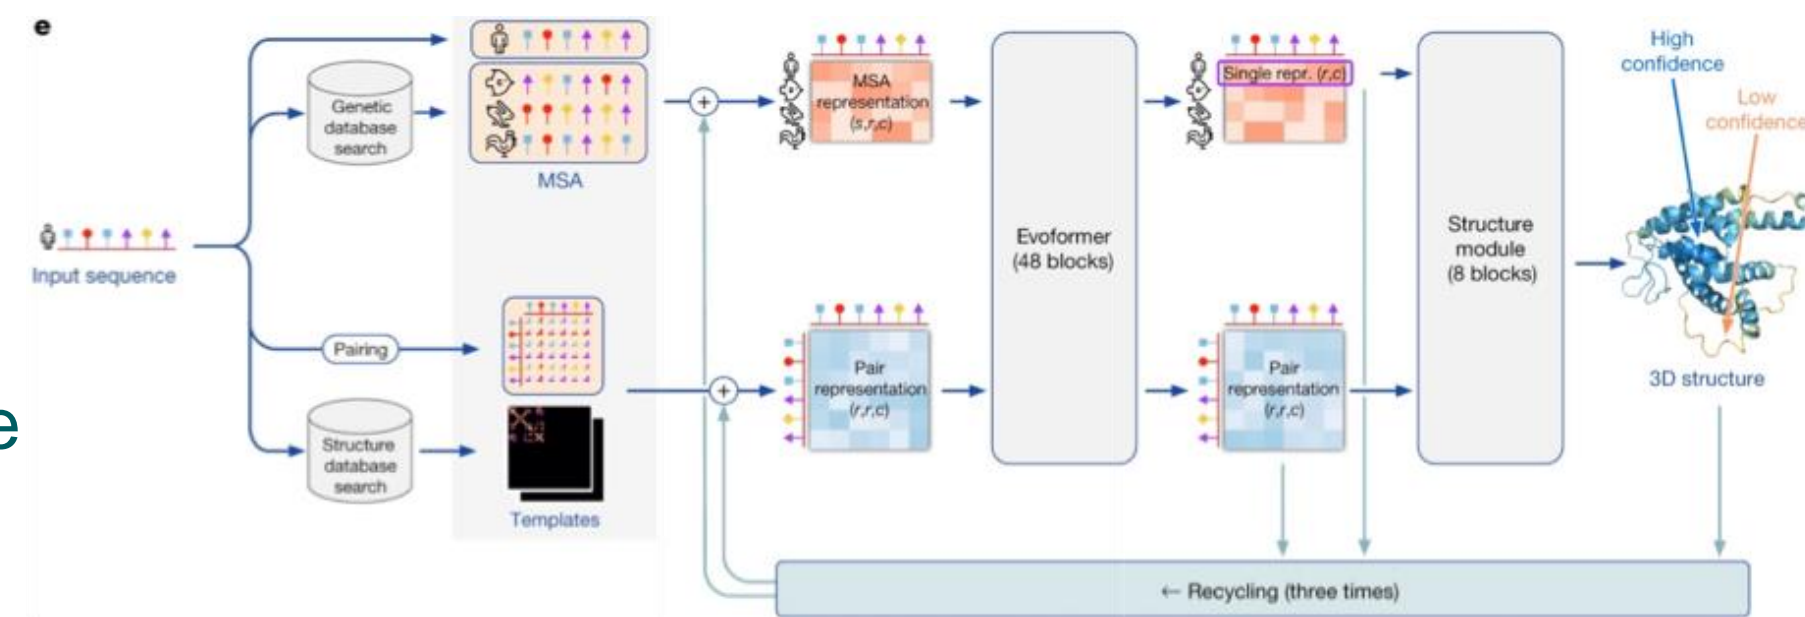 e
Genetic
database
search
MSA
Input sequence
Pairing
Structure
database
search
Templates
MSA
representation
(s,r,c)
Pair
representation
(r,r,c)
Evoformer
(48 blocks)
Single repr. (r,c)
Pair
representation
(r,r,c)
Structure
module
(8 blocks)
High
confidence
Low
confidence
3D structure
← Recycling (three times)
e